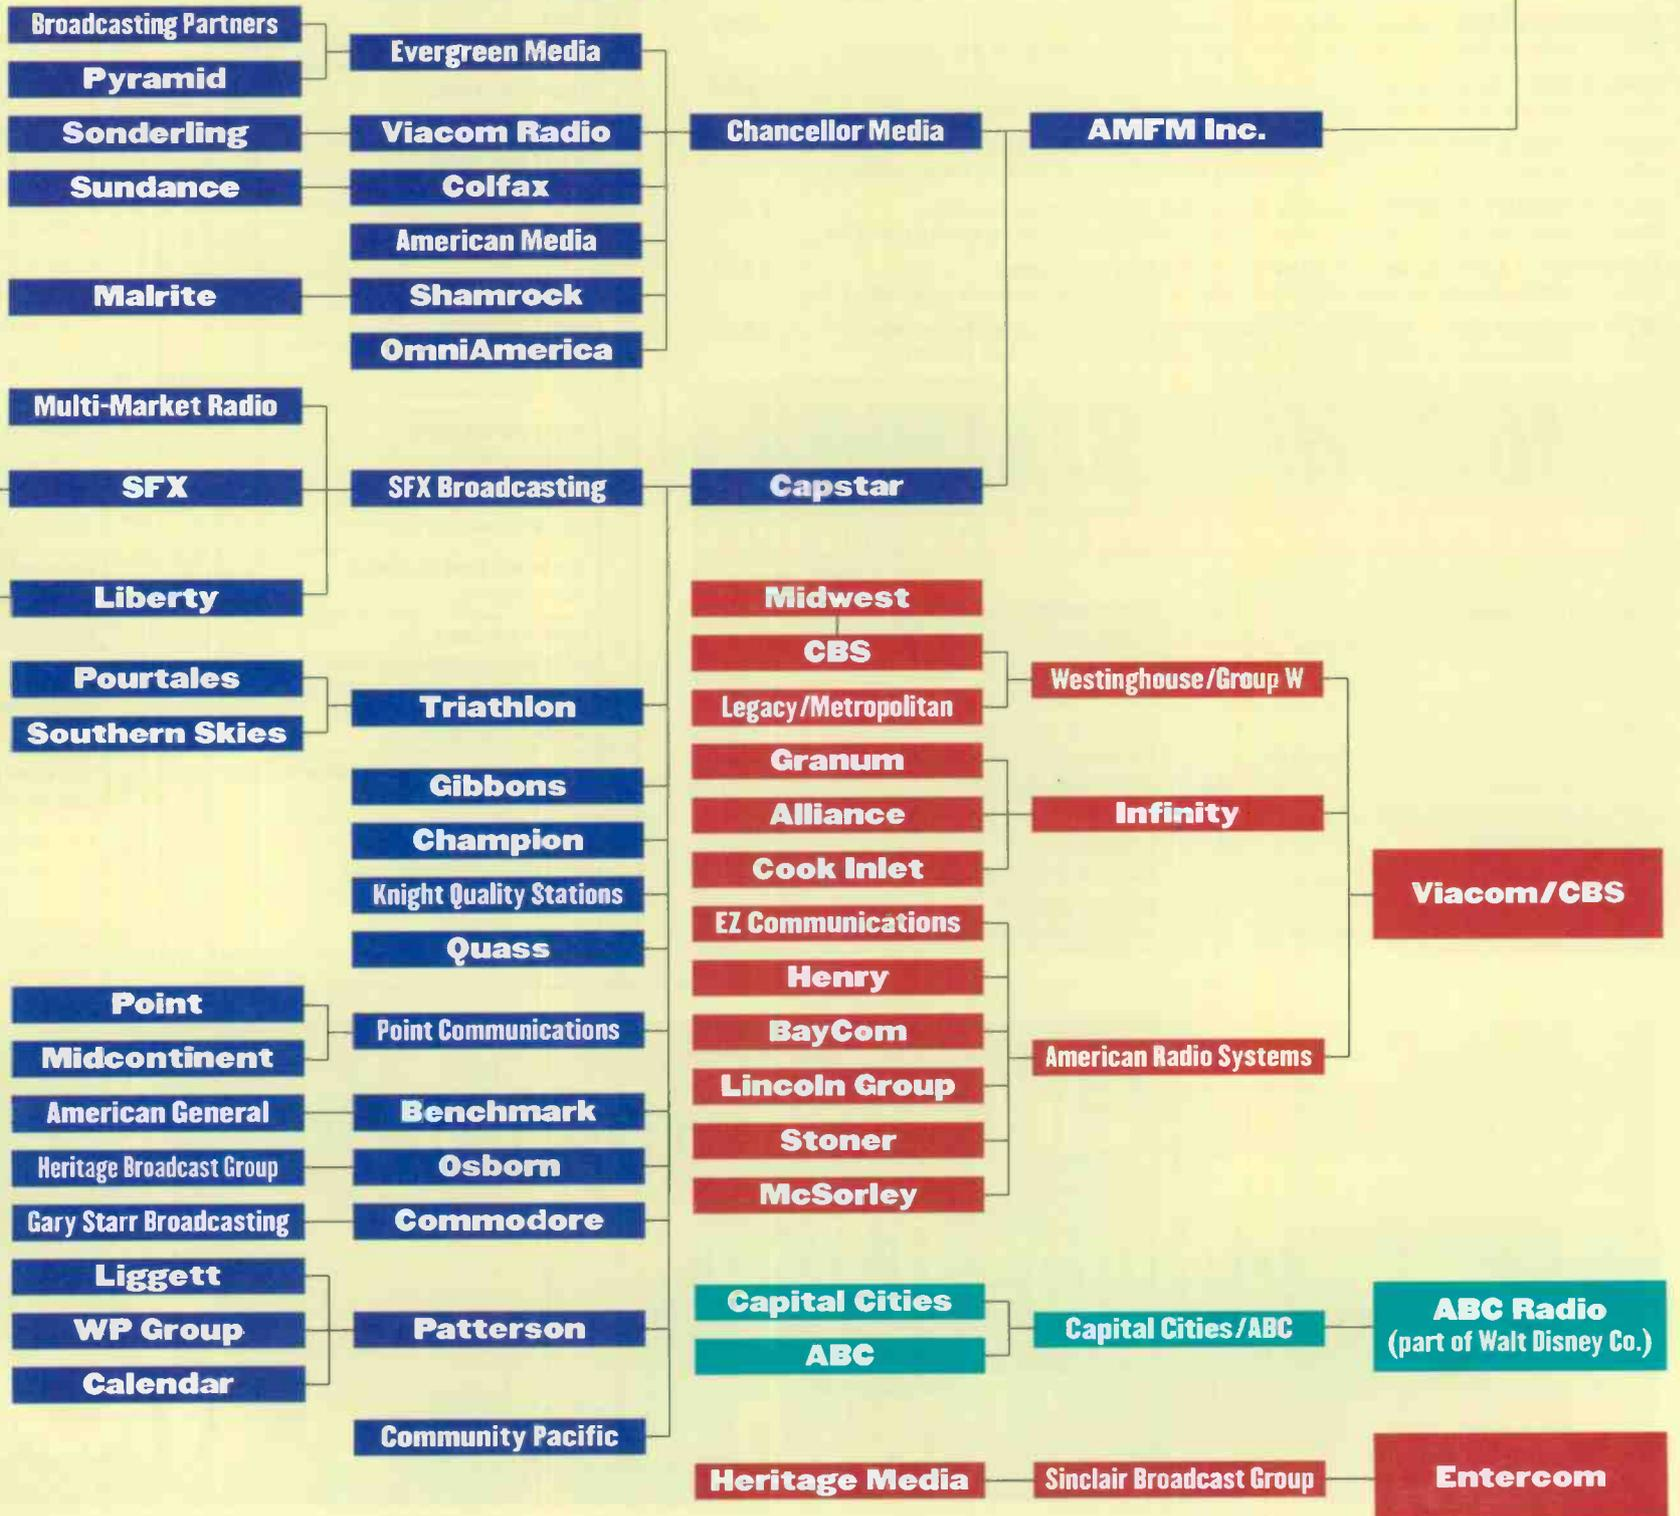 Broadcasting Partners
Pyramid
Evergreen Media
Sonderling
Viacom Radio
Chancellor Media
AMFM Inc.
Sundance
Colfax
American Media
Malrite
Shamrock
OmniAmerica
Multi-Market Radio
SFX
SFX Broadcasting
Capstar
Liberty
Pourtales
Southern Skies
Triathlon
Gibbons
Champion
Knight Quality Stations
Quass
Point
Midcontinent
Point Communications
American General
Benchmark
Heritage Broadcast Group
Osborn
Gary Starr Broadcasting
Commodore
Liggett
WP Group
Calendar
Patterson
Community Pacific
Midwest
CBS
Legacy/Metropolitan
Westinghouse/Group W
Granum
Alliance
Cook Inlet
Infinity
EZ Communications
Henry
BayCom
Lincoln Group
Stoner
McSorley
American Radio Systems
Viacom/CBS
Capital Cities
ABC
Capital Cities/ABC
ABC Radio
(part of Walt Disney Co.)
Heritage Media
Sinclair Broadcast Group
Entercom